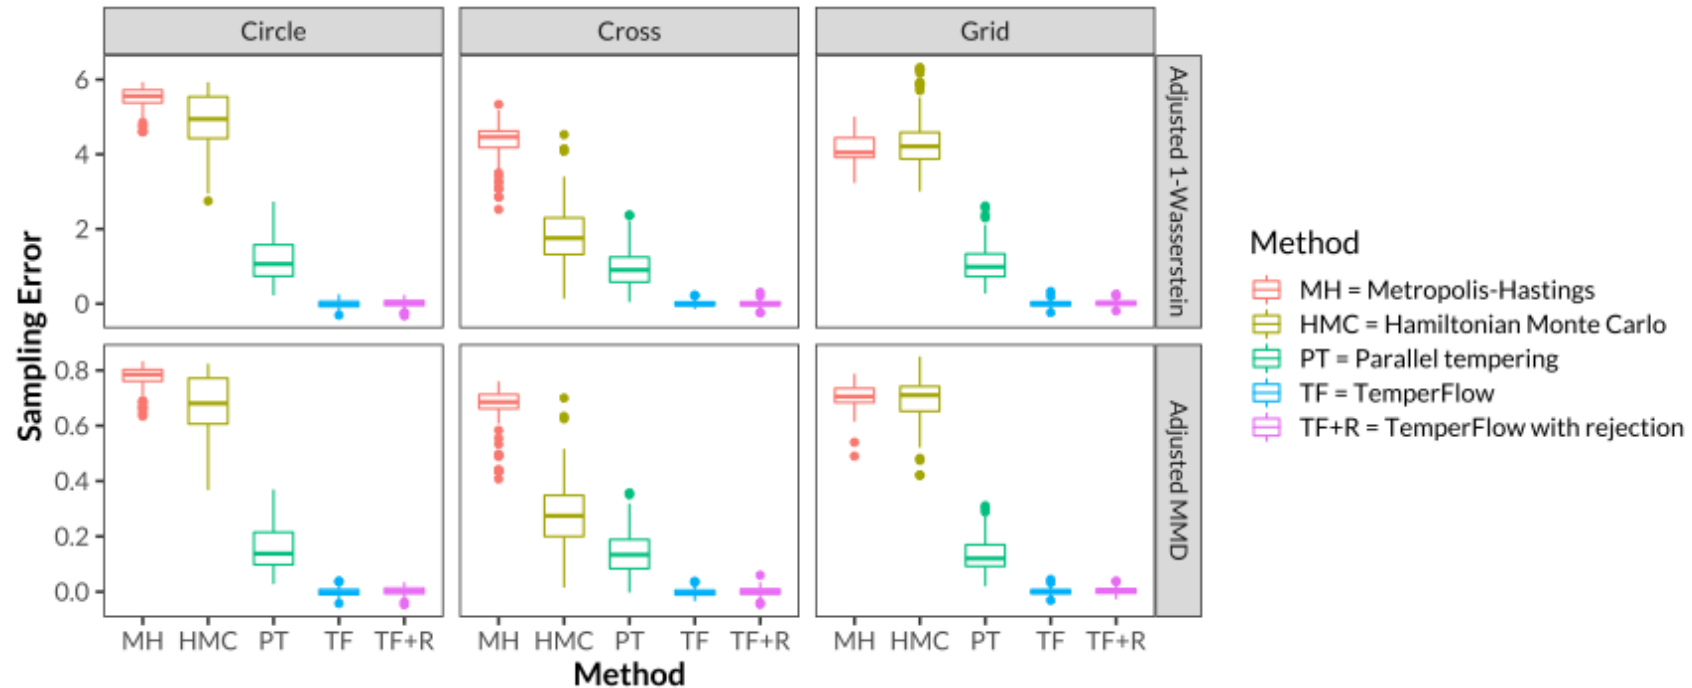 Circle
Cross
Grid
Sampling Error
6
4
2
0
Adjusted 1-Wasserstein
0.8
0.6
0.4
0.2
0.0
Adjusted MMD
MH HMC PT TF TF+R
MH HMC PT TF TF+R
MH HMC PT TF TF+R
Method
Method
MH = Metropolis-Hastings
HMC = Hamiltonian Monte Carlo
PT = Parallel tempering
TF = TemperFlow
TF+R = TemperFlow with rejection